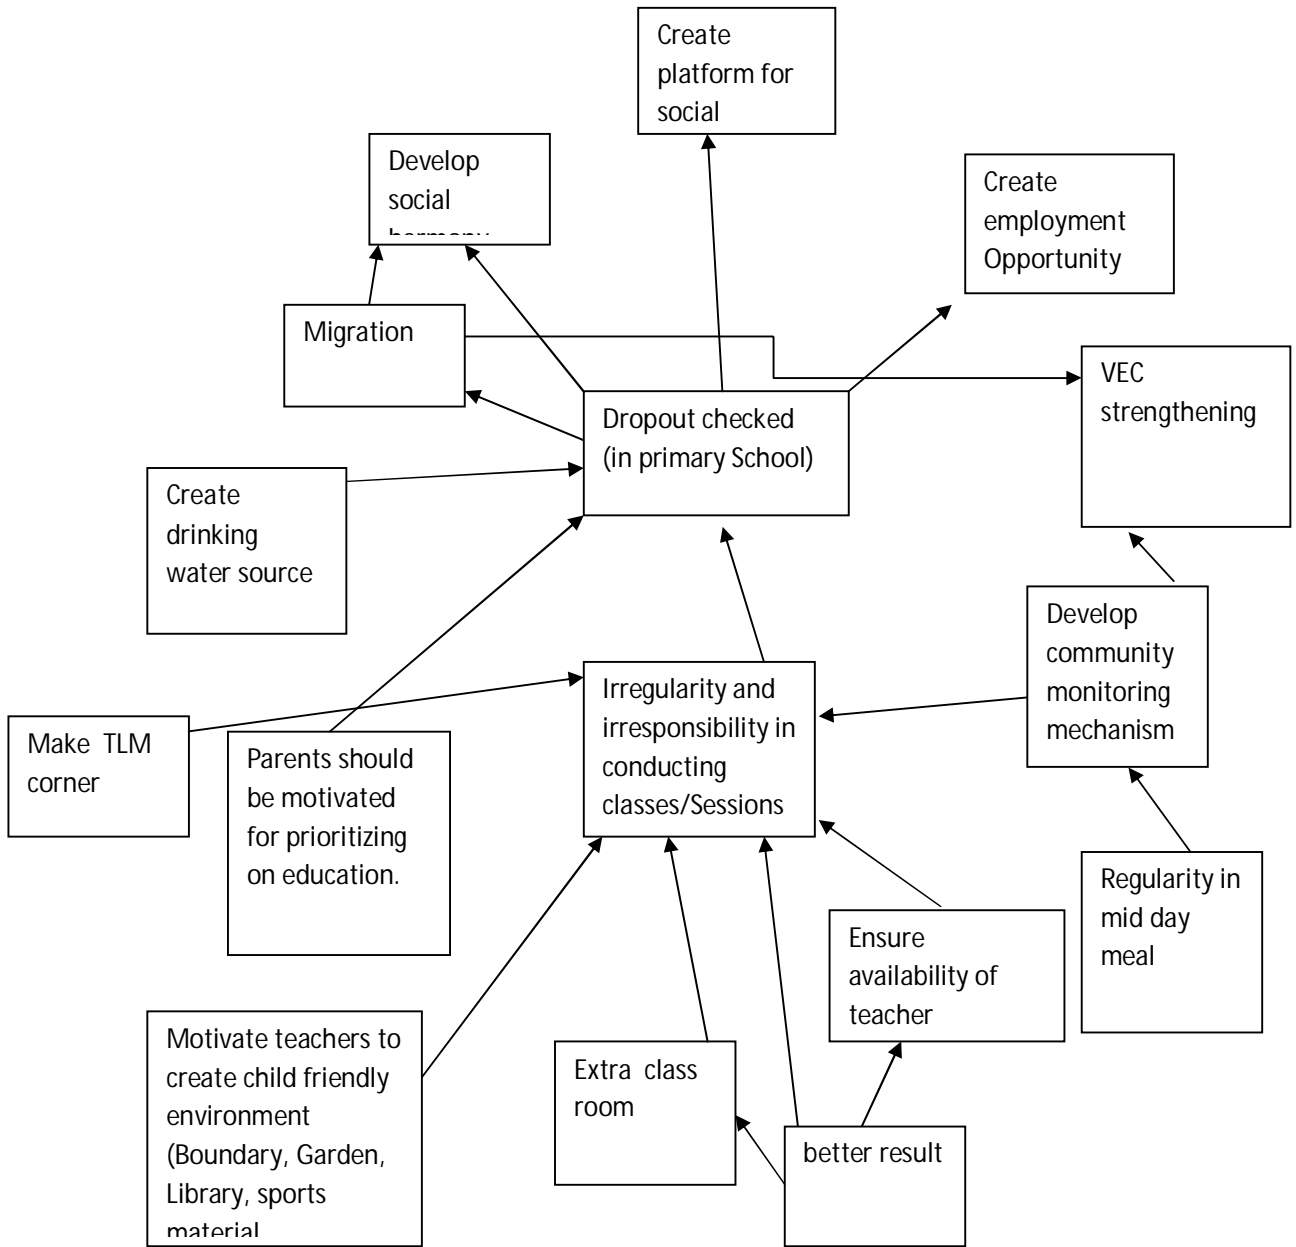 Create
platform for
social
Develop
social
harmony
Create
employment
Opportunity
Migration
VEC
strengthening
Dropout checked
(in primary School)
Create
drinking
water source
Develop
community
monitoring
mechanism
Irregularity and
irresponsibility in
conducting
classes/Sessions
Make TLM
corner
Parents should
be motivated
for prioritizing
on education.
Regularity in
mid day
meal
Ensure
availability of
teacher
Motivate teachers to
create child friendly
environment
(Boundary, Garden,
Library, sports
material
Extra class
room
better result